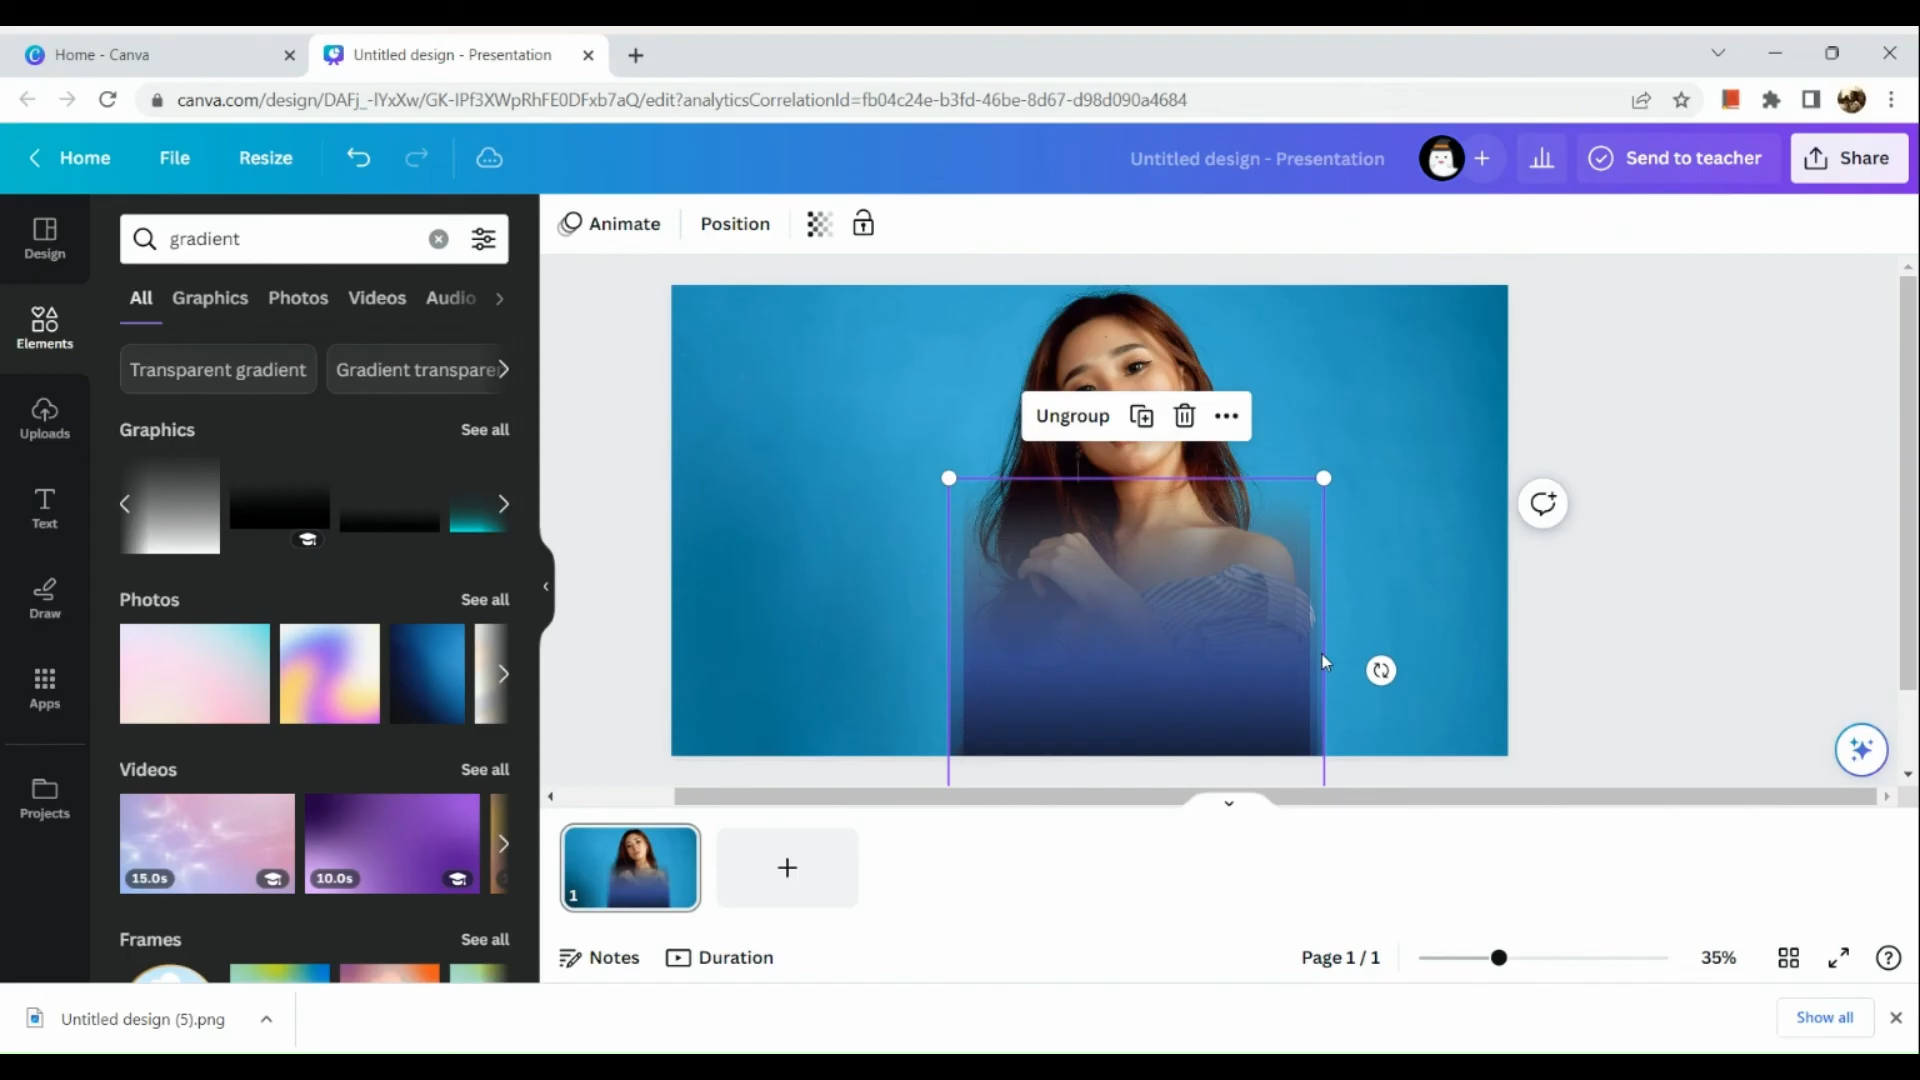 Home - Canva
Untitled design - Presentation
canva.com/design/DAFj_-lYxXw/GK-IPf3XWpRhFE0DFxb7aQ/edit?analyticsCorrelationId=fb04c24e-b3fd-46be-8d67-d98d090a4684
Home
File
Resize
Untitled design - Presentation
Send to teacher
Share
Design
Elements
Uploads
Text
Draw
Apps
Projects
gradient
All
Graphics
Photos
Videos
Audio
Transparent gradient
Gradient transparen
Graphics
See all
Photos
See all
Videos
See all
15.0s
10.0s
Frames
See all
Animate
Position
Ungroup
1
Notes
Duration
Page 1 / 1
35%
Untitled design (5).png
Show all